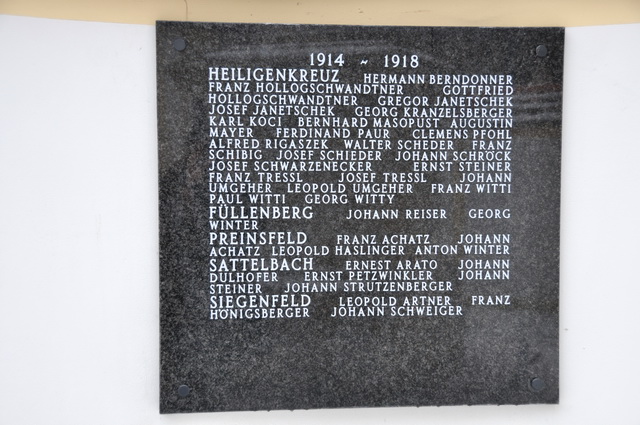 1914 ~ 1918
HEILIGENKREUZ HERMANN BERNDONNER
FRANZ HOLLOGSCHWANDTNER GOTTFRIED
HOLLOGSCHWANDTNER GREGOR JANETSCHEK
JOSEF JANETSCHEK GEORG KRANZELSBERGER
KARL KOCI BERNHARD MASOPUST AUGUSTIN
MAYER FERDINAND PAUR CLEMENS PFOHL
ALFRED RIGASZEK WALTER SCHEDER FRANZ
SCHIBIG JOSEF SCHIEDER JOHANN SCHRÖCK
JOSEF SCHWARZENECKER ERNST STEINER
FRANZ TRESSL JOSEF TRESSL JOHANN
UMGEHER LEOPOLD UMGEHER FRANZ WITTI
PAUL WITTI GEORG WITTY
FÜLLENBERG JOHANN REISER GEORG
WINTER
PREINSFELD FRANZ ACHATZ JOHANN
ACHATZ LEOPOLD HASLINGER ANTON WINTER
SATTELBACH ERNEST ARATO JOHANN
DULHOFER ERNST PETZWINKLER JOHANN
STEINER JOHANN STRUTZENBERGER
SIEGENFELD LEOPOLD ARTNER FRANZ
HÖNIGSBERGER JOHANN SCHWEIGER